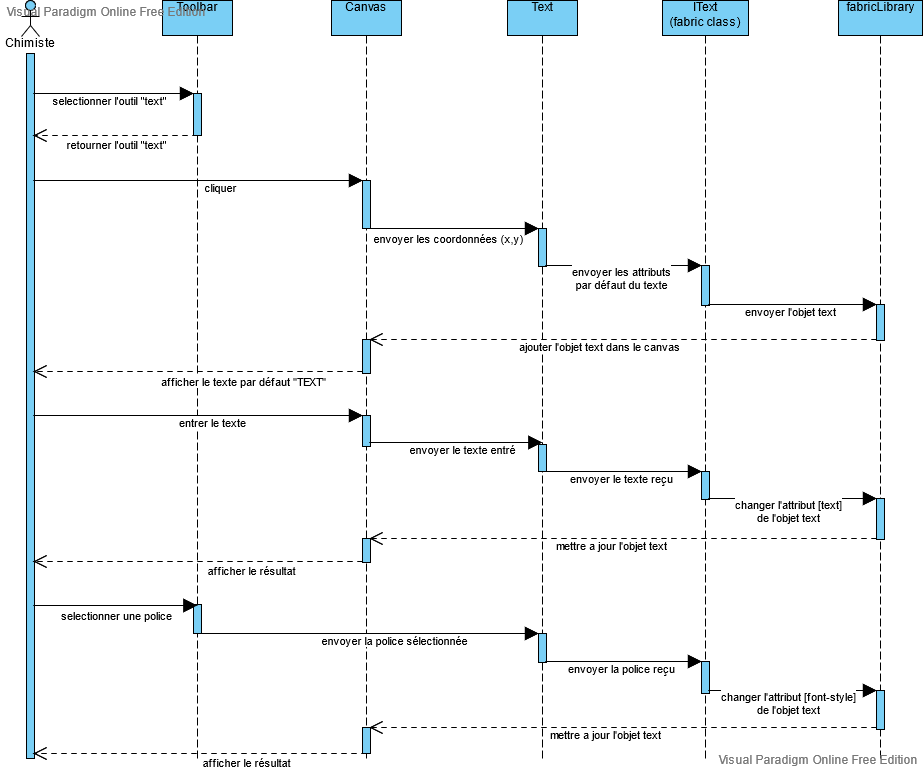 Visual Paradigm Online Free Edition
Chimiste
Toolbar
Canvas
Text
IText
(fabric class)
fabricLibrary
selectionner l'outil "text"
retourner l'outil "text"
cliquer
envoyer les coordonnées (x,y)
envoyer les attributs
par défaut du texte
envoyer l'objet text
ajouter l'objet text dans le canvas
afficher le texte par défaut "TEXT"
entrer le texte
envoyer le texte entré
envoyer le texte reçu
changer l'attribut [text]
de l'objet text
mettre a jour l'objet text
afficher le résultat
selectionner une police
envoyer la police sélectionnée
envoyer la police reçu
changer l'attribut [font-style]
de l'objet text
mettre a jour l'objet text
afficher le résultat
Visual Paradigm Online Free Edition